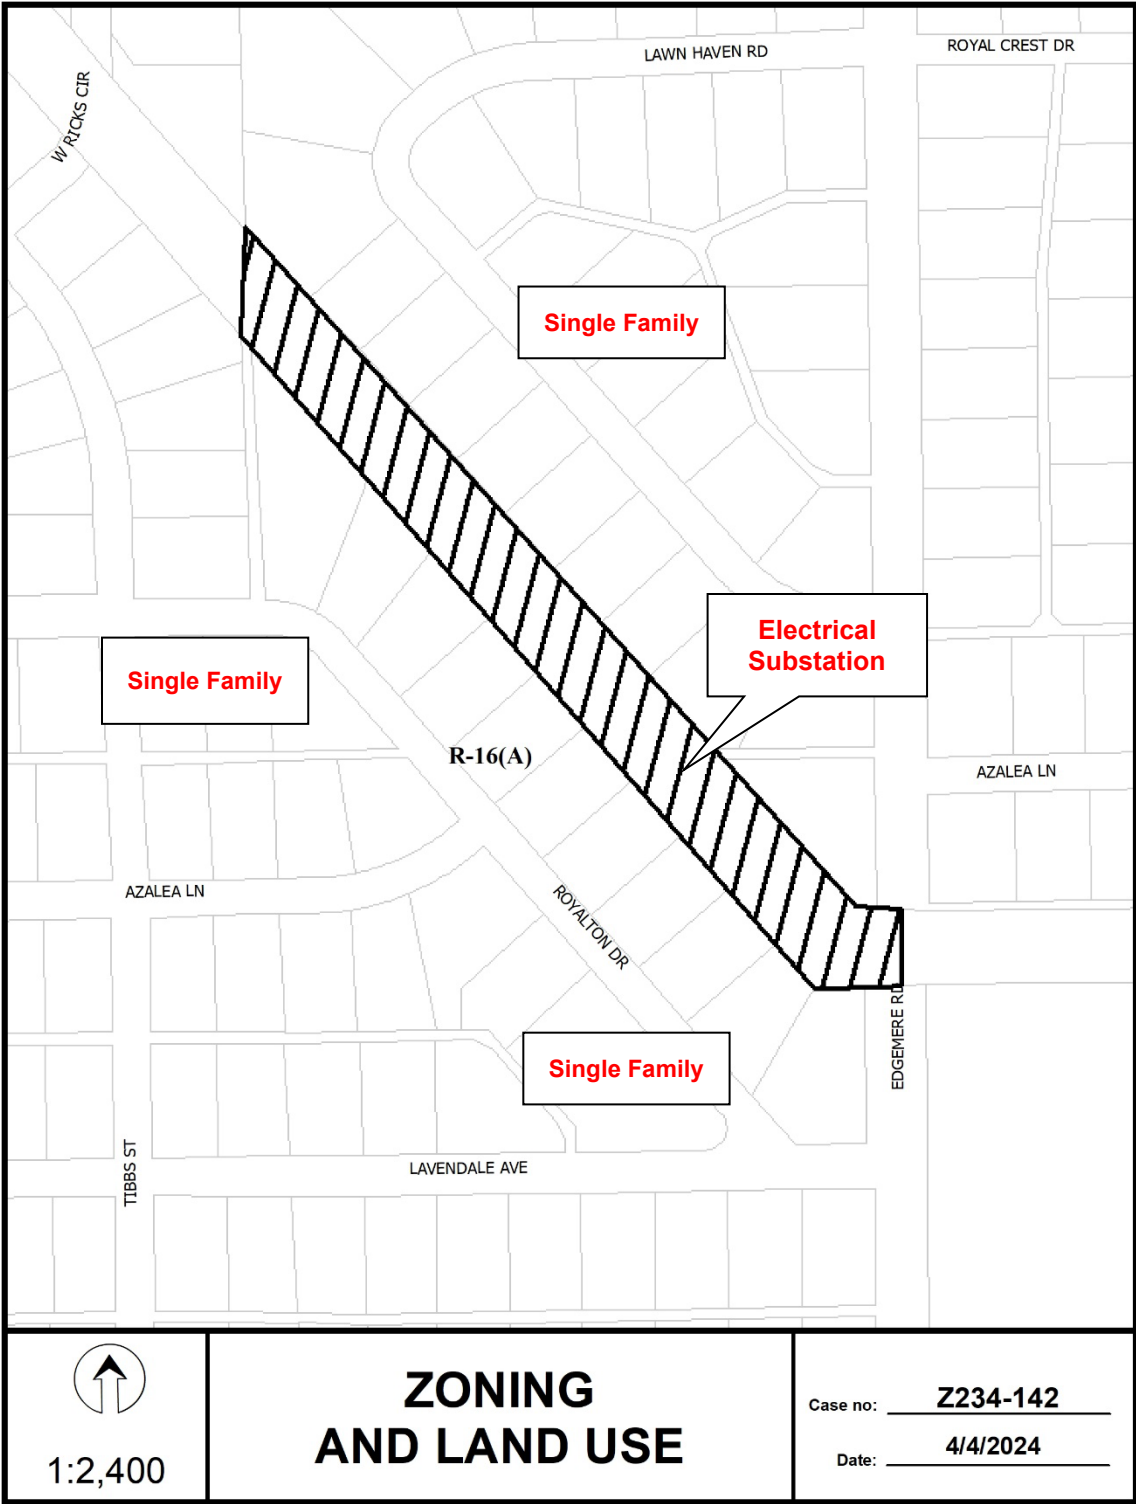 LAWN HAVEN RD
ROYAL CREST DR
W RICKS CIR
Single Family
Electrical
Substation
Single Family
R-16(A)
AZALEA LN
AZALEA LN
ROYALTON DR
EDGEMERE RD
Single Family
TIBBS ST
LAVENDALE AVE
1:2,400
ZONING
AND LAND USE
Case no: Z234-142
Date: 4/4/2024